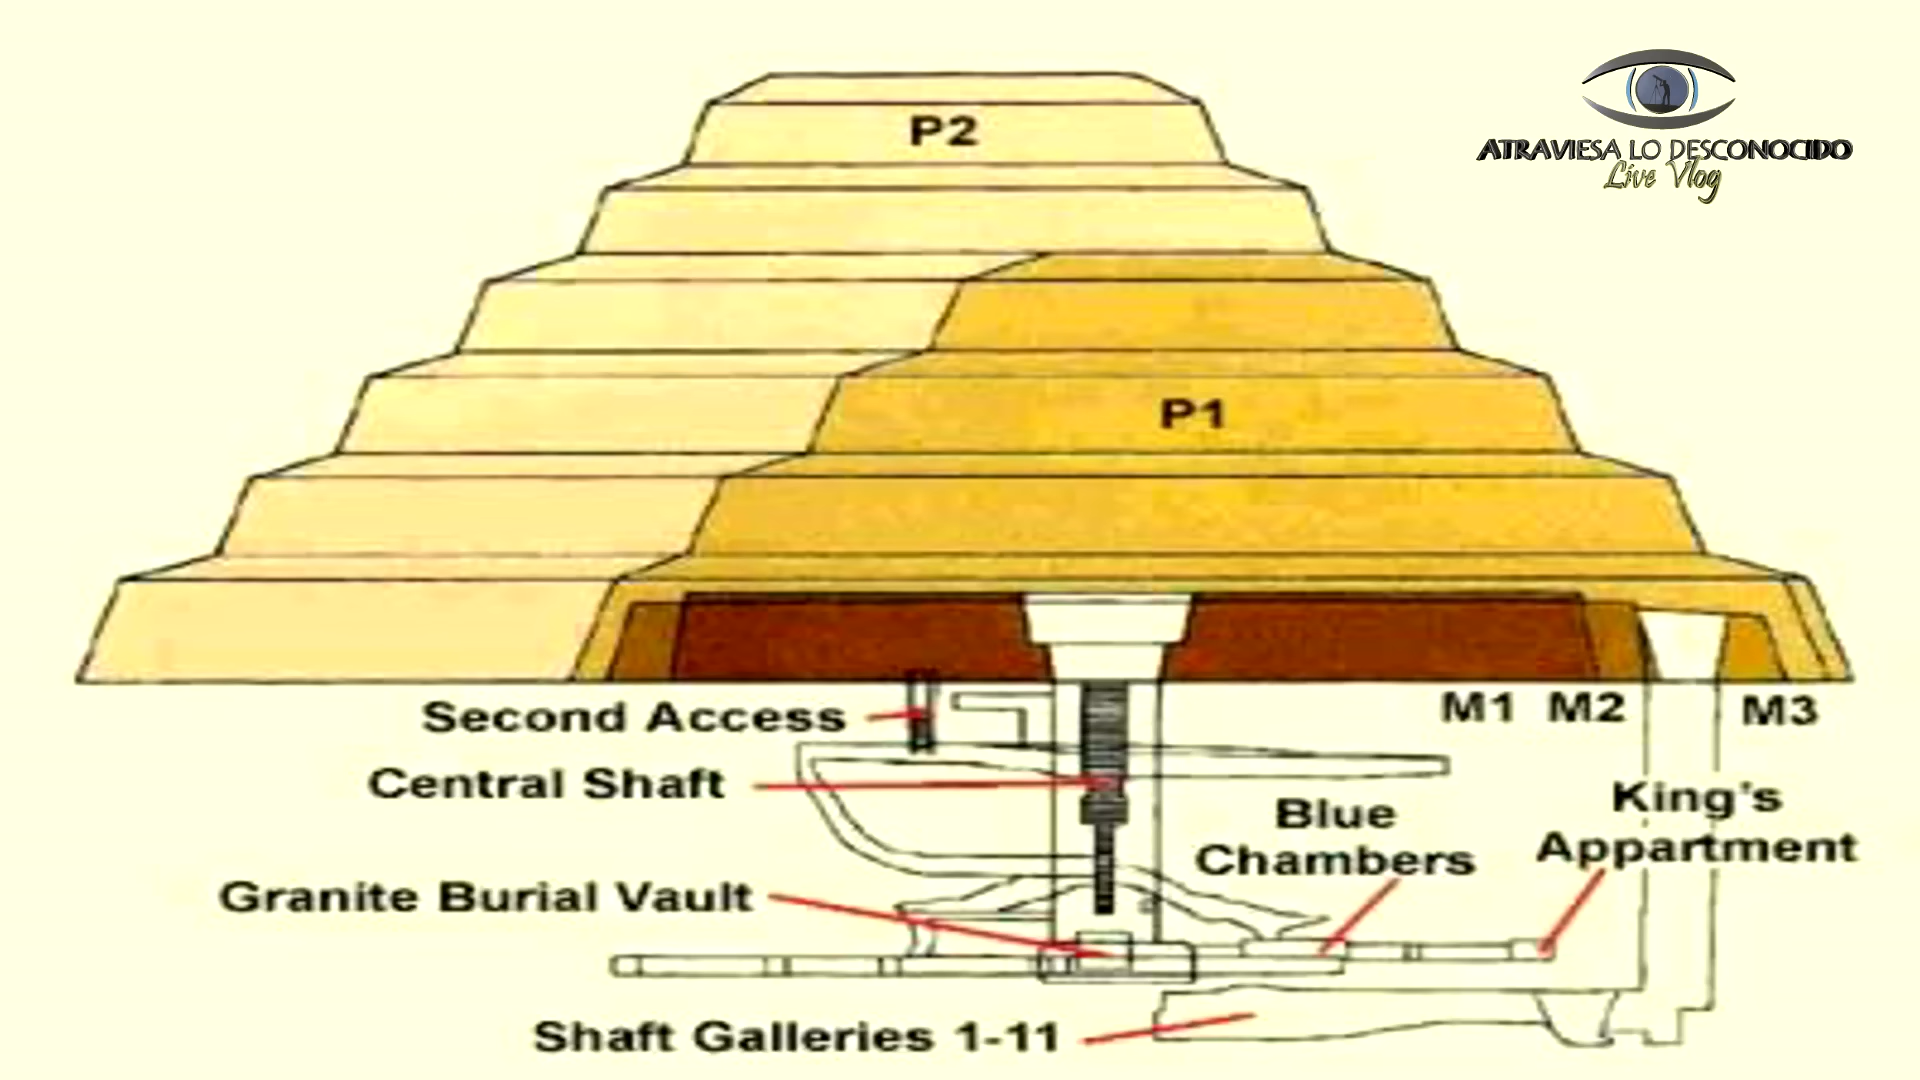 P2
ATRAVIESA LO DESCONOCIDO
Live Vlog
P1
Second Access
M1 M2 M3
Central Shaft
Blue
Chambers
King's
Appartment
Granite Burial Vault
Shaft Galleries 1-11